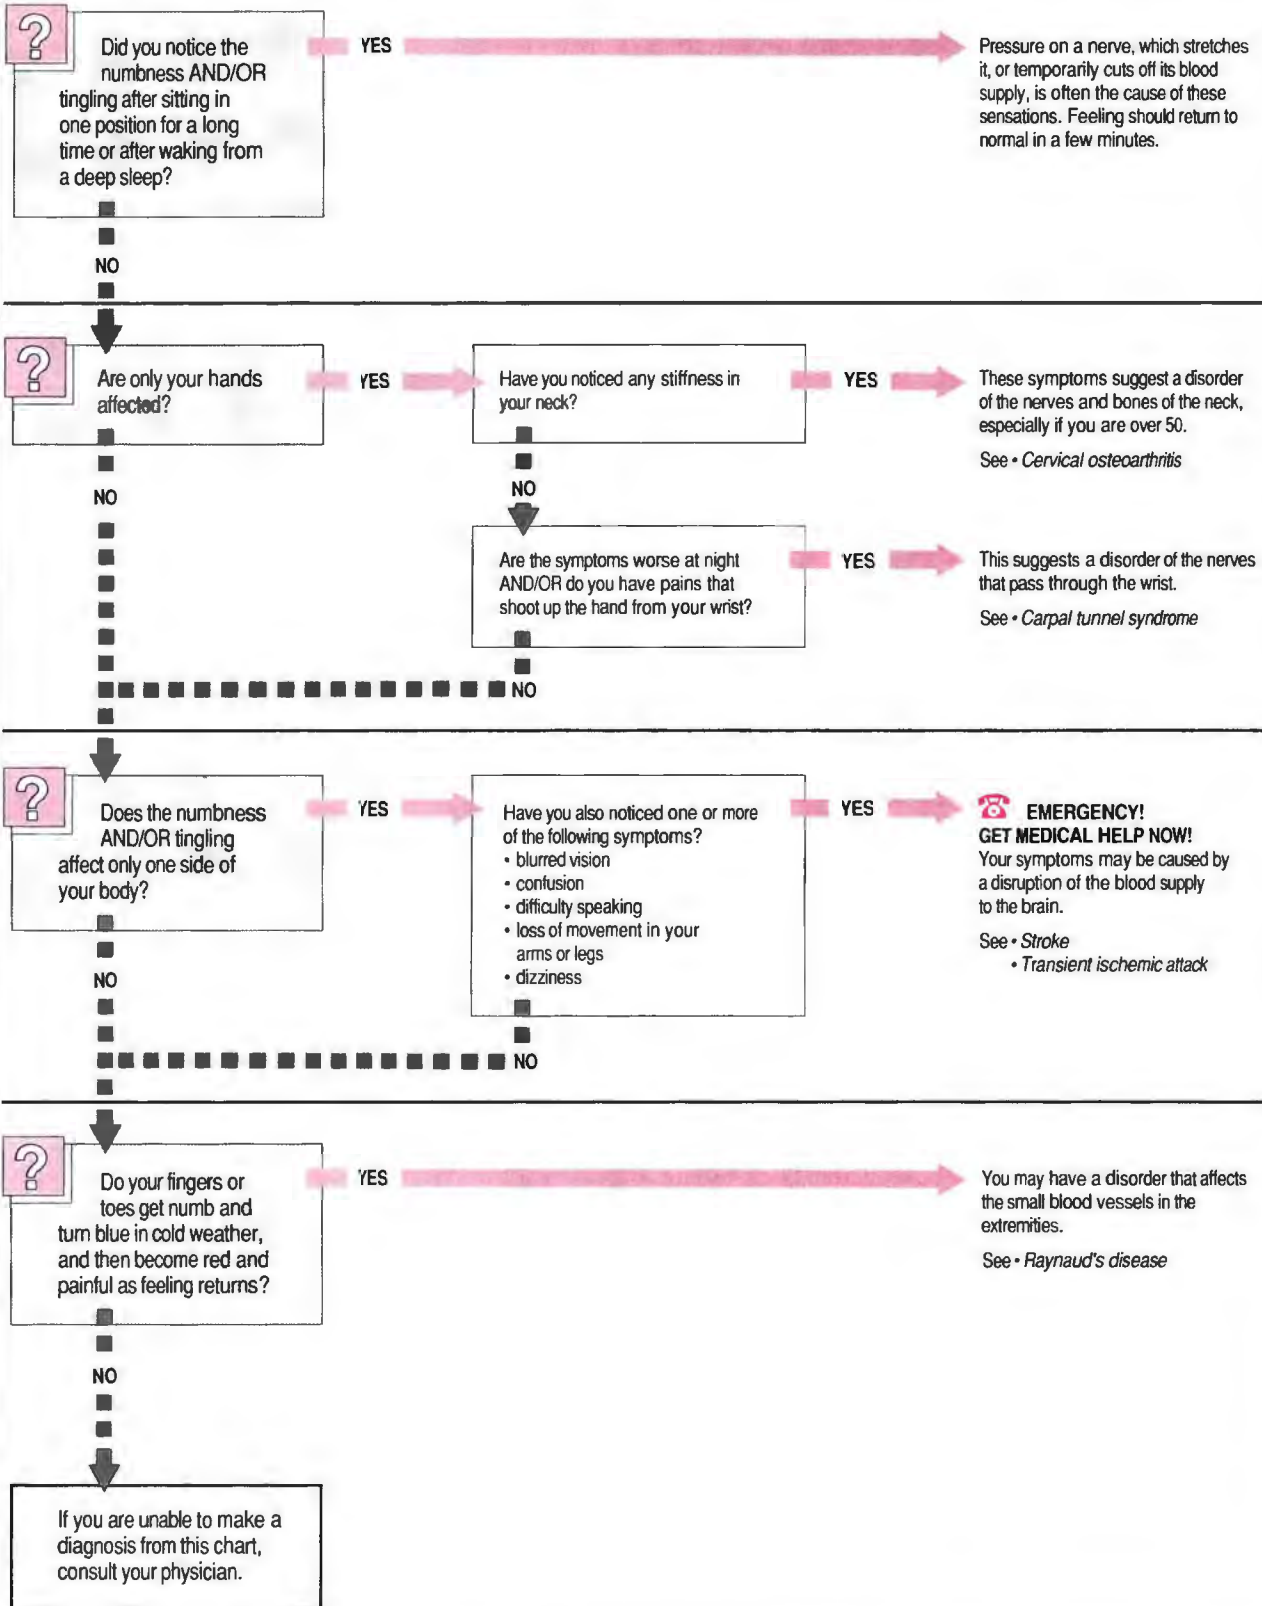 ?
Did you notice the
numbness AND/OR
tingling after sitting in
one position for a long
time or after waking from
a deep sleep?
YES
Pressure on a nerve, which stretches
it, or temporarily cuts off its blood
supply, is often the cause of these
sensations. Feeling should return to
normal in a few minutes.
NO
?
Are only your hands
affected?
YES
Have you noticed any stiffness in
your neck?
YES
These symptoms suggest a disorder
of the nerves and bones of the neck,
especially if you are over 50.
See • Cervical osteoarthritis
NO
NO
Are the symptoms worse at night
AND/OR do you have pains that
shoot up the hand from your wrist?
YES
This suggests a disorder of the nerves
that pass through the wrist.
See • Carpal tunnel syndrome
NO
?
Does the numbness
AND/OR tingling
affect only one side of
your body?
YES
Have you also noticed one or more
of the following symptoms?
• blurred vision
• confusion
• difficulty speaking
• loss of movement in your
arms or legs
• dizziness
YES
EMERGENCY!
GET MEDICAL HELP NOW!
Your symptoms may be caused by
a disruption of the blood supply
to the brain.
See • Stroke
• Transient ischemic attack
NO
NO
?
Do your fingers or
toes get numb and
turn blue in cold weather,
and then become red and
painful as feeling returns?
YES
You may have a disorder that affects
the small blood vessels in the
extremities.
See • Raynaud's disease
NO
If you are unable to make a
diagnosis from this chart,
consult your physician.